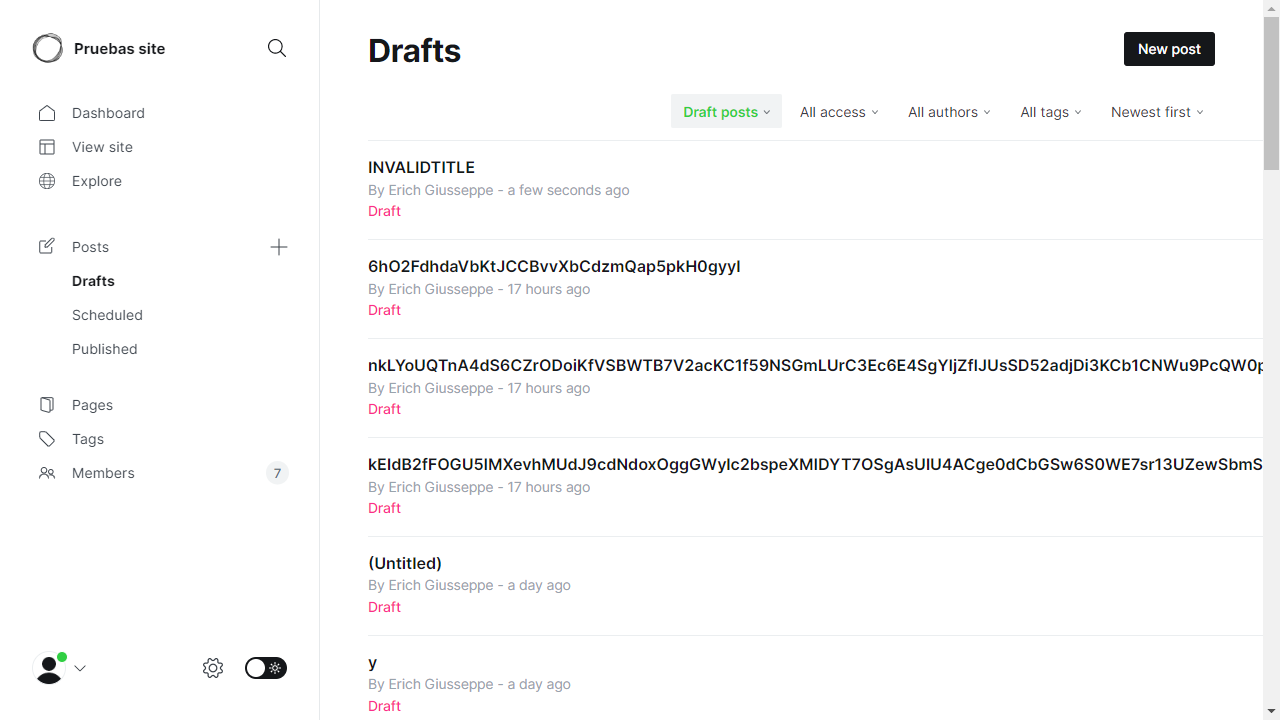 Pruebas site
Dashboard
View site
Explore
Posts
Drafts
Scheduled
Published
Pages
Tags
Members
7
Drafts
New post
Draft posts
All access
All authors
All tags
Newest first
INVALIDTITLE
By Erich Giusseppe - a few seconds ago
Draft
6hO2FdhdaVbKtJCCBvvXbCdzmQap5pkH0gyyl
By Erich Giusseppe - 17 hours ago
Draft
nkLYoUQTnA4dS6CZrODoiKfVSBWTB7V2acKC1f59NSGmLUrC3Ec6E4SgYIjZfIJUsSD52adjDi3KCb1CNWu9PcQW0p
By Erich Giusseppe - 17 hours ago
Draft
kEIdB2fFOGU5IMXevhMUdJ9cdNdoxOggGWylc2bspeXMIDYT7OSgAsUIU4ACge0dCbGSw6S0WE7sr13UZewSbmS
By Erich Giusseppe - 17 hours ago
Draft
(Untitled)
By Erich Giusseppe - a day ago
Draft
y
By Erich Giusseppe - a day ago
Draft